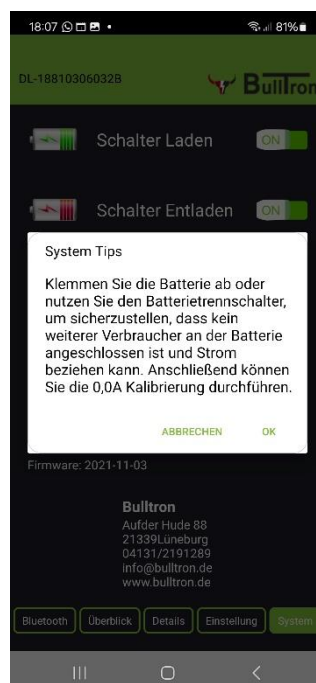 18:07 81%
DL-18810306032B BullTron
Schalter Laden ON
Schalter Entladen ON
System Tips
Klemmen Sie die Batterie ab oder
nutzen Sie den Batterietrennschalter,
um sicherzustellen, dass kein
weiterer Verbraucher an der Batterie
angeschlossen ist und Strom
beziehen kann. Anschließend können
Sie die 0,0A Kalibrierung durchführen.
ABBRECHEN OK
Firmware: 2021-11-03
Bulltron
Aufder Hude 88
21339Lüneburg
04131/2191289
info@bulltron.de
www.bulltron.de
Bluetooth Überblick Details Einstellung System